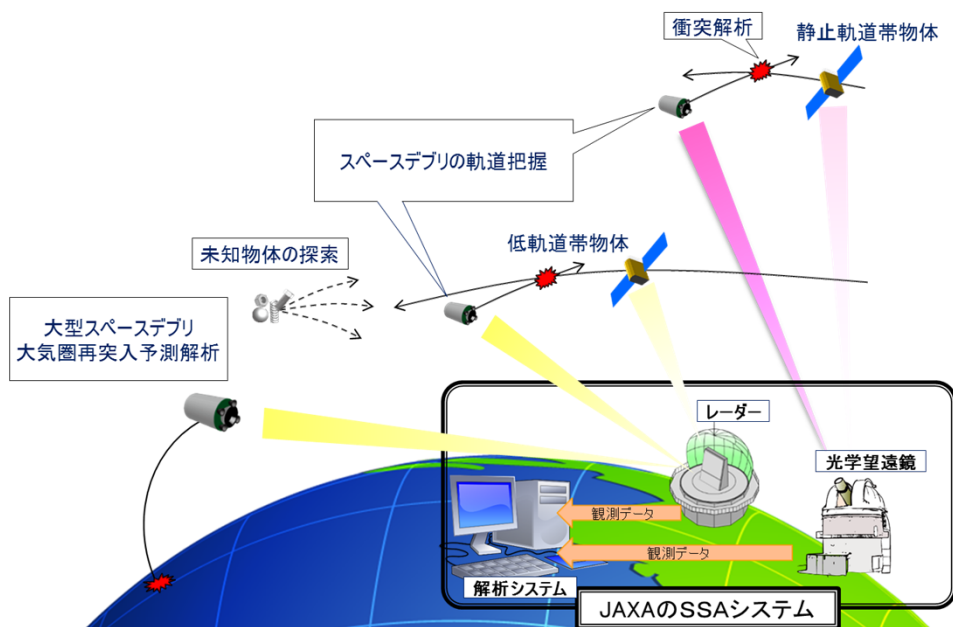 衝突解析
静止軌道帯物体
スペースデブリの軌道把握
低軌道帯物体
未知物体の探索
大型スペースデブリ
大気圏再突入予測解析
レーダー
光学望遠鏡
観測データ
観測データ
解析システム
JAXAのSSAシステム